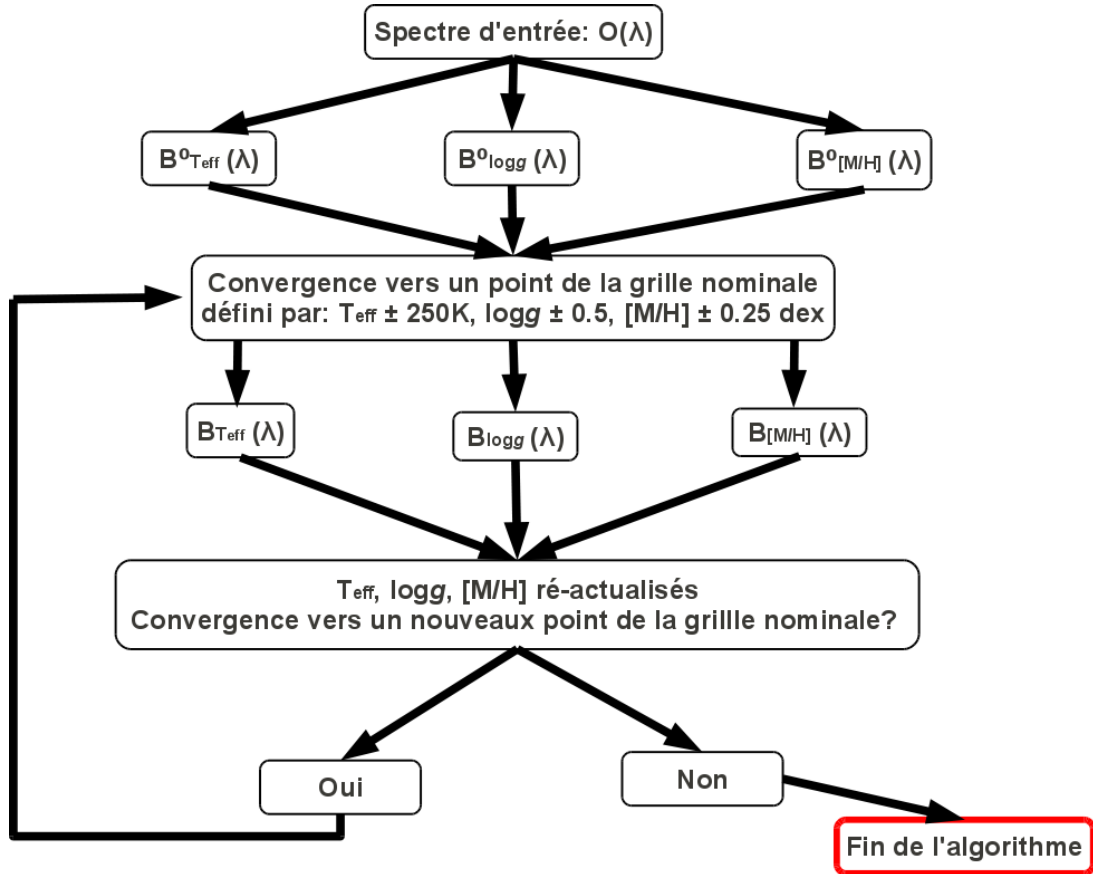 Spectre d'entrée: O(λ)
B⁰Teff (λ)
B⁰logg (λ)
B⁰[M/H] (λ)
Convergence vers un point de la grille nominale
défini par: Teff ± 250K, logg ± 0.5, [M/H] ± 0.25 dex
BTeff (λ)
Blogg (λ)
B[M/H] (λ)
Teff, logg, [M/H] ré-actualisés
Convergence vers un nouveaux point de la grillle nominale?
Oui
Non
Fin de l'algorithme